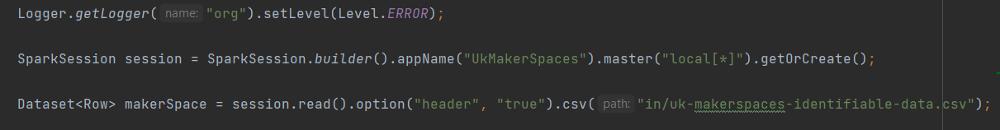 Logger.getLogger( name: "org").setLevel(Level.ERROR);
SparkSession session = SparkSession.builder().appName("UkMakerSpaces").master("local[*]").getOrCreate();
Dataset<Row> makerSpace = session.read().option("header", "true").csv( path: "in/uk-makerspaces-identifiable-data.csv");